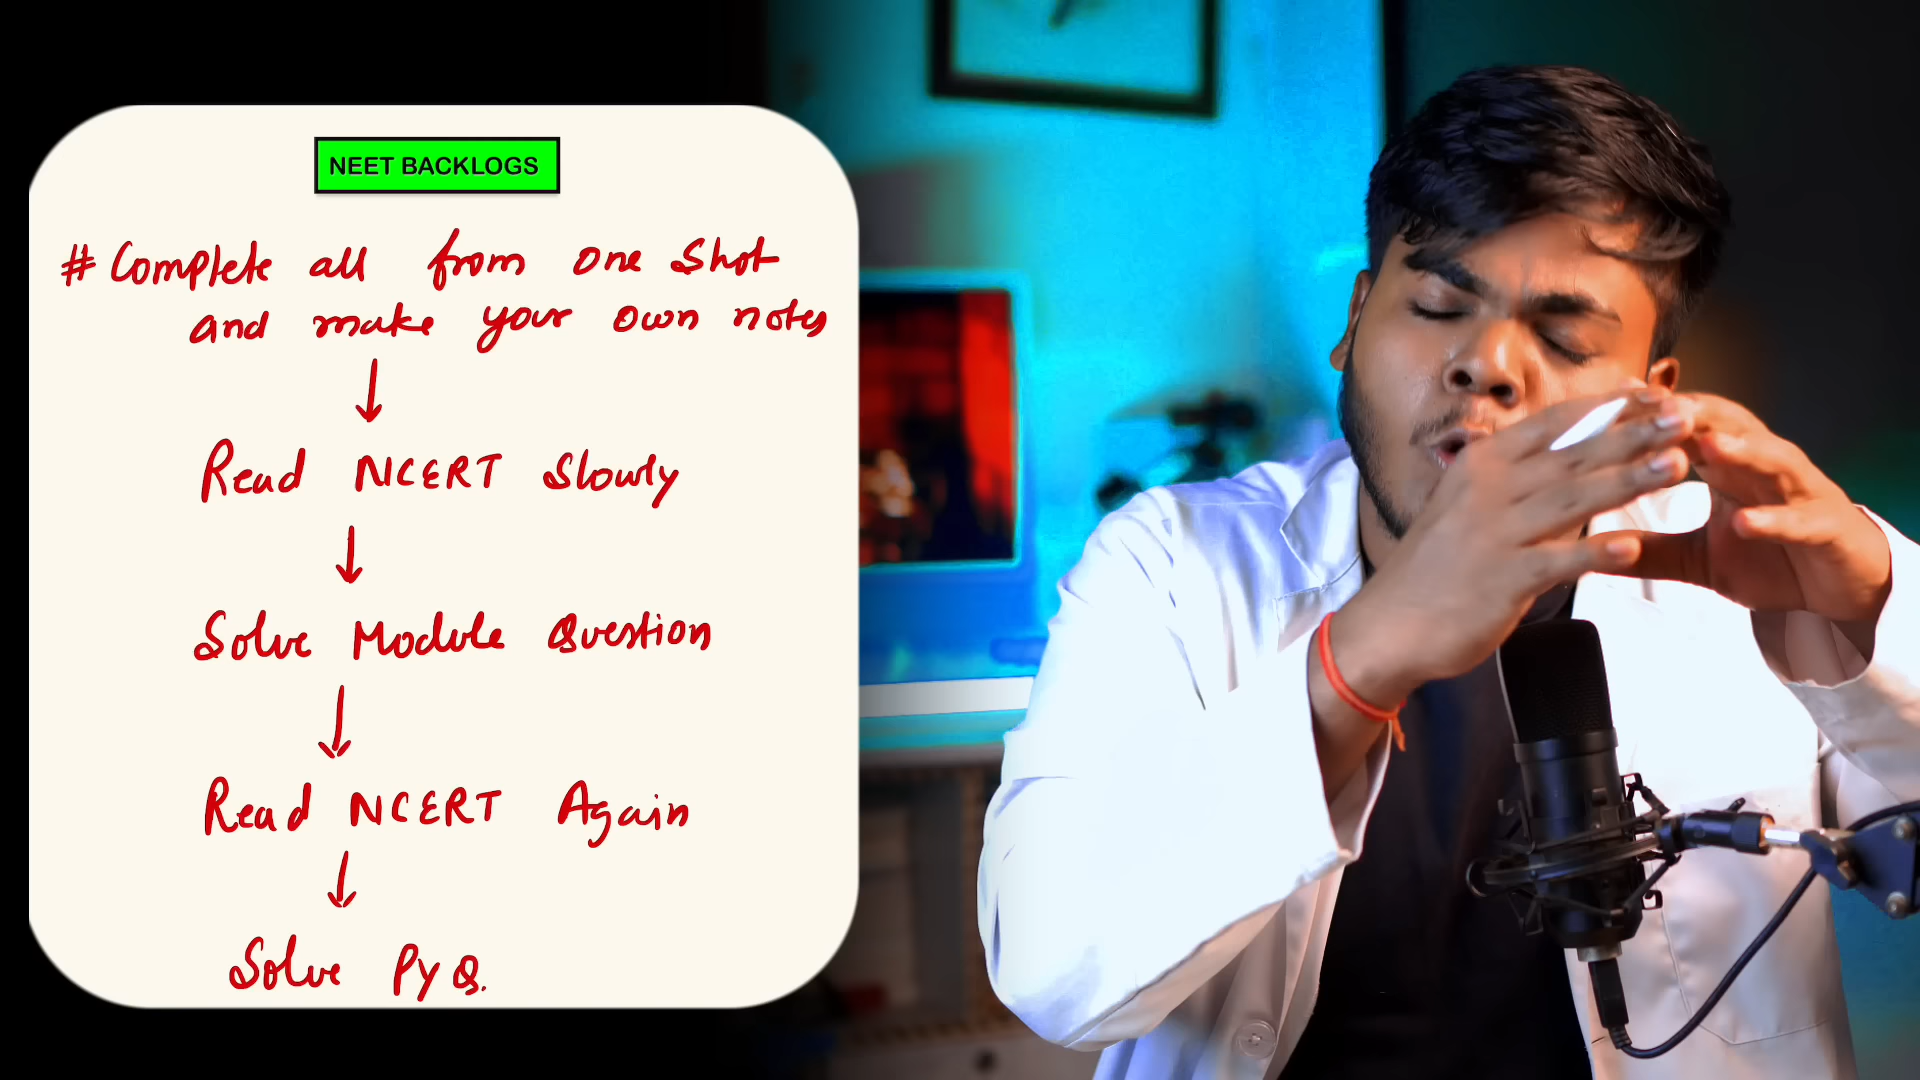 NEET BACKLOGS
# Complete all from one shot
and make your own notes
↓
Read NCERT Slowly
↓
Solve Module Question
↓
Read NCERT Again
↓
Solve PYQ.